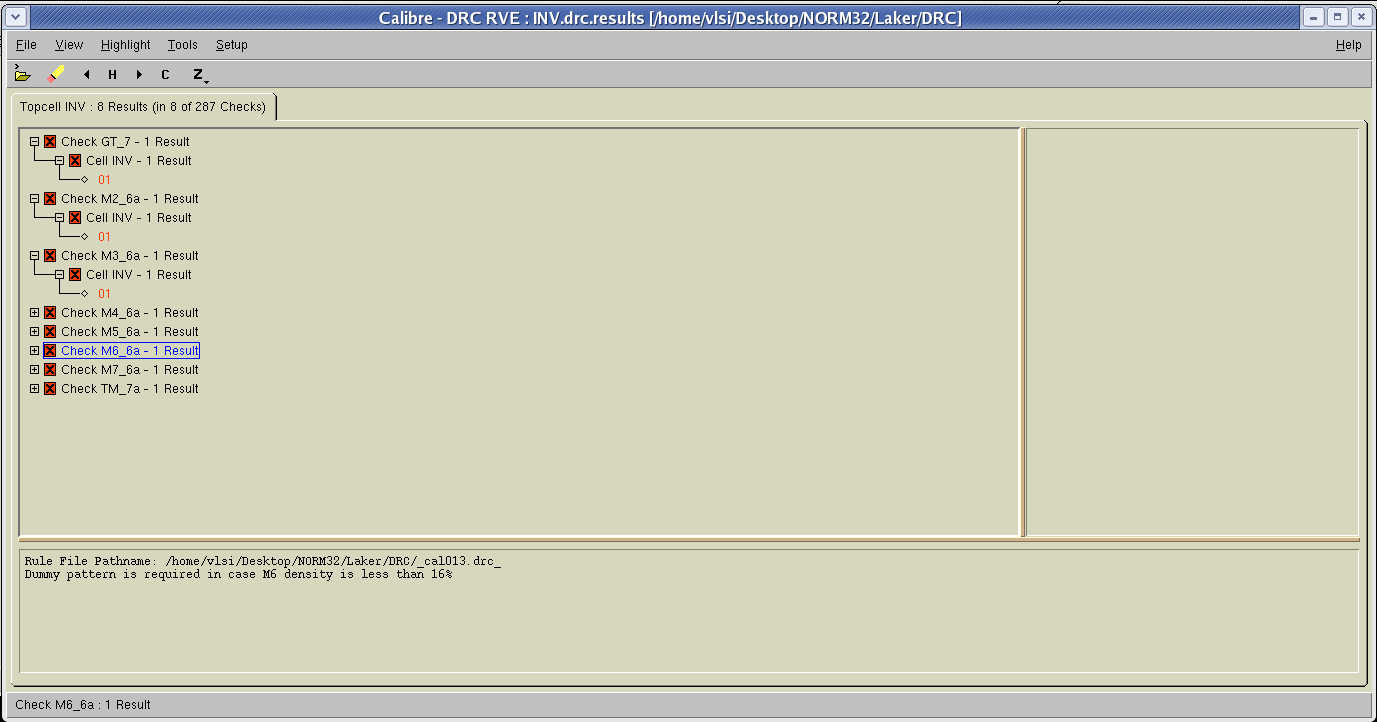 Calibre - DRC RVE : INV.drc.results [/home/vlsi/Desktop/NORM32/Laker/DRC]
File View Highlight Tools Setup Help
H C Z
Topcell INV : 8 Results (in 8 of 287 Checks)
Check GT_7 - 1 Result
Cell INV - 1 Result
01
Check M2_6a - 1 Result
Cell INV - 1 Result
01
Check M3_6a - 1 Result
Cell INV - 1 Result
01
Check M4_6a - 1 Result
Check M5_6a - 1 Result
Check M6_6a - 1 Result
Check M7_6a - 1 Result
Check TM_7a - 1 Result
Rule File Pathname: /home/vlsi/Desktop/NORM32/Laker/DRC/_cal013.drc_
Dummy pattern is required in case M6 density is less than 16%
Check M6_6a : 1 Result